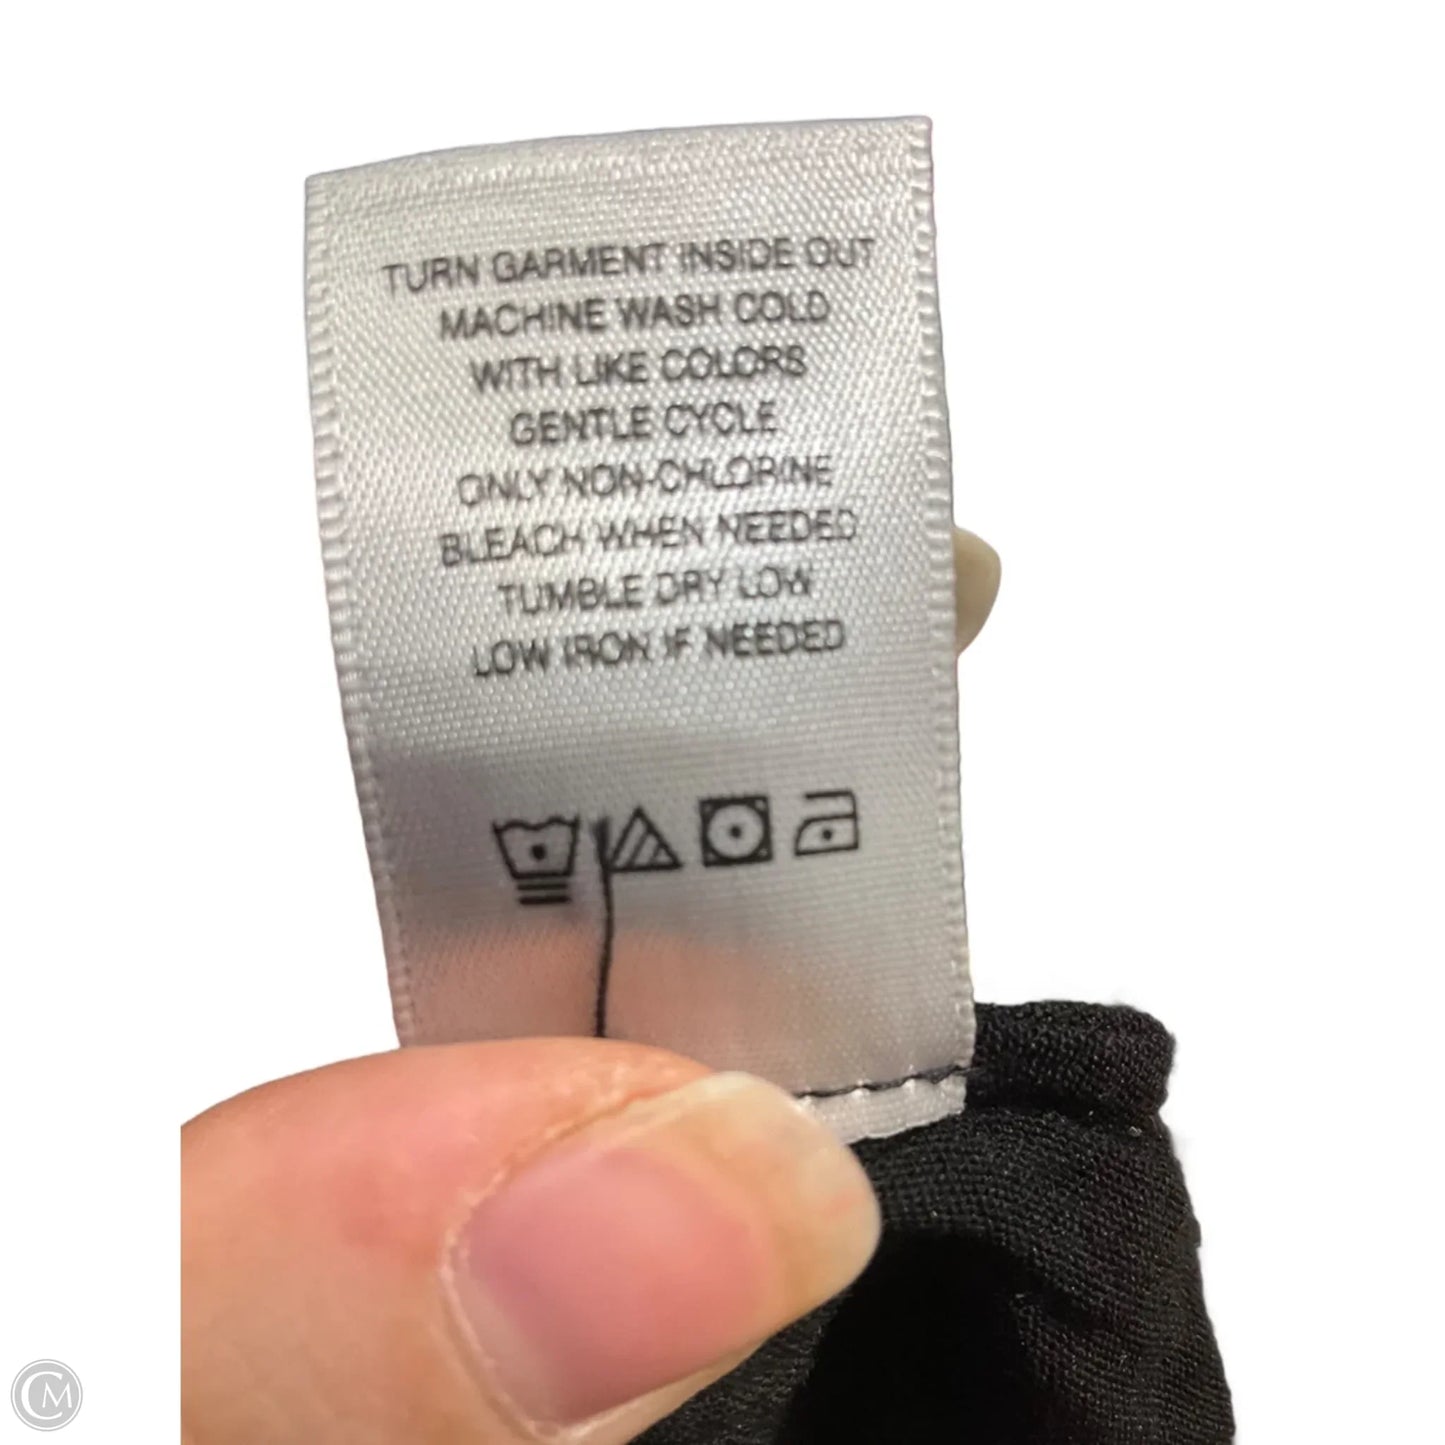 TURN GARMENT INSIDE OUT
MACHINE WASH COLD
WITH LIKE COLORS
GENTLE CYCLE
ONLY NON-CHLORINE
BLEACH WHEN NEEDED
TUMBLE DRY LOW
LOW IRON IF NEEDED
CM